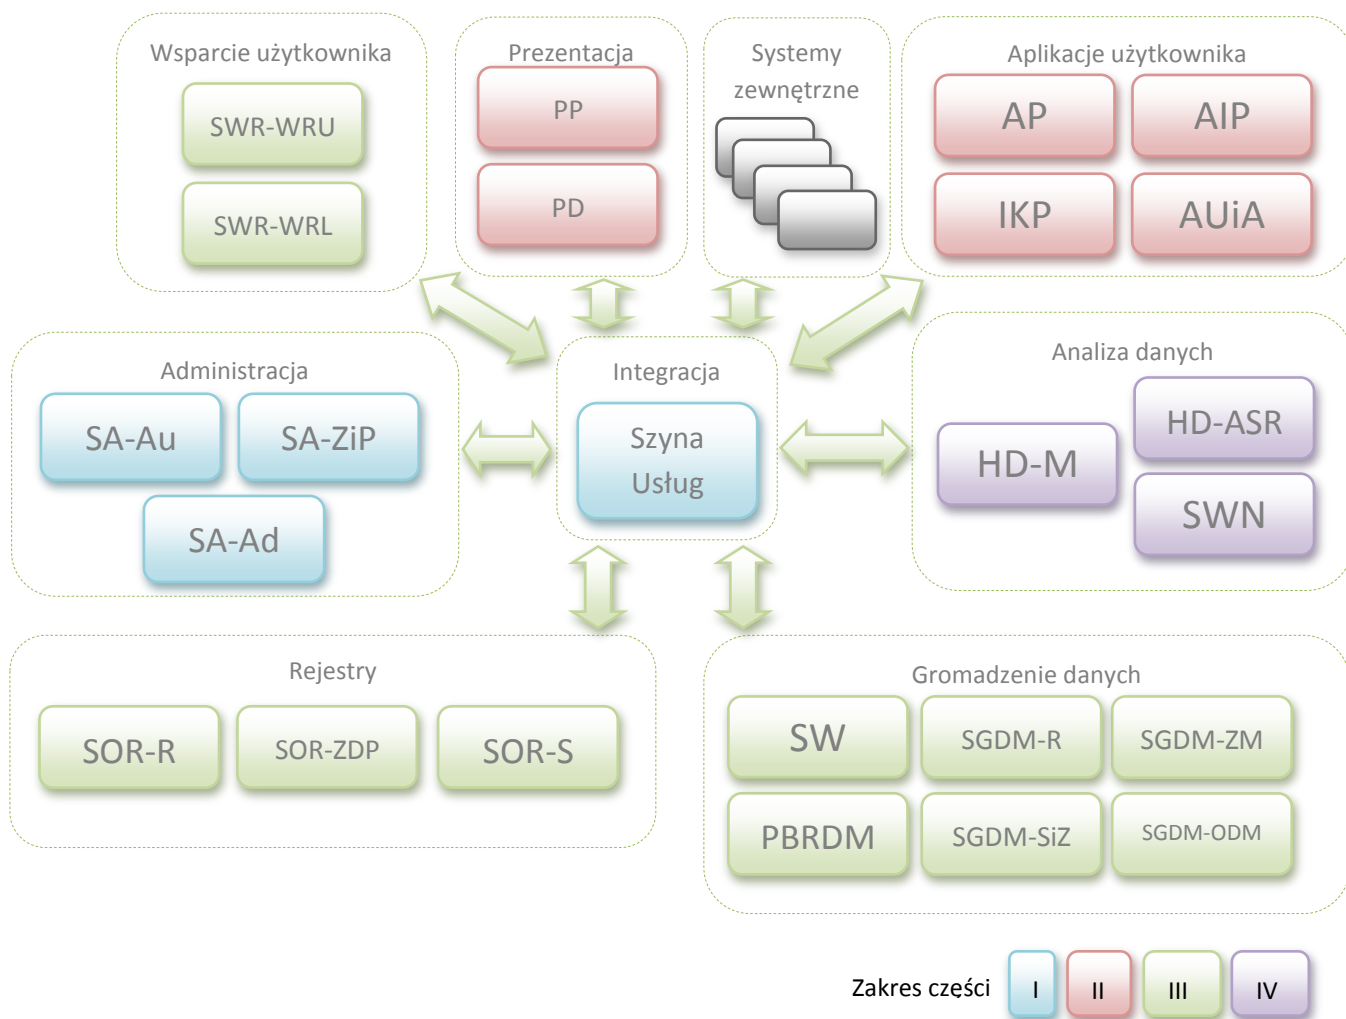 Wsparcie użytkownika
SWR-WRU
SWR-WRL
Prezentacja
PP
PD
Systemy
zewnętrzne
Aplikacje użytkownika
AP
AIP
IKP
AUiA
Administracja
SA-Au
SA-ZiP
SA-Ad
Integracja
Szyna
Usług
Analiza danych
HD-M
HD-ASR
SWN
Rejestry
SOR-R
SOR-ZDP
SOR-S
Gromadzenie danych
SW
SGDM-R
SGDM-ZM
PBRDM
SGDM-SiZ
SGDM-ODM
Zakres części
I
II
III
IV